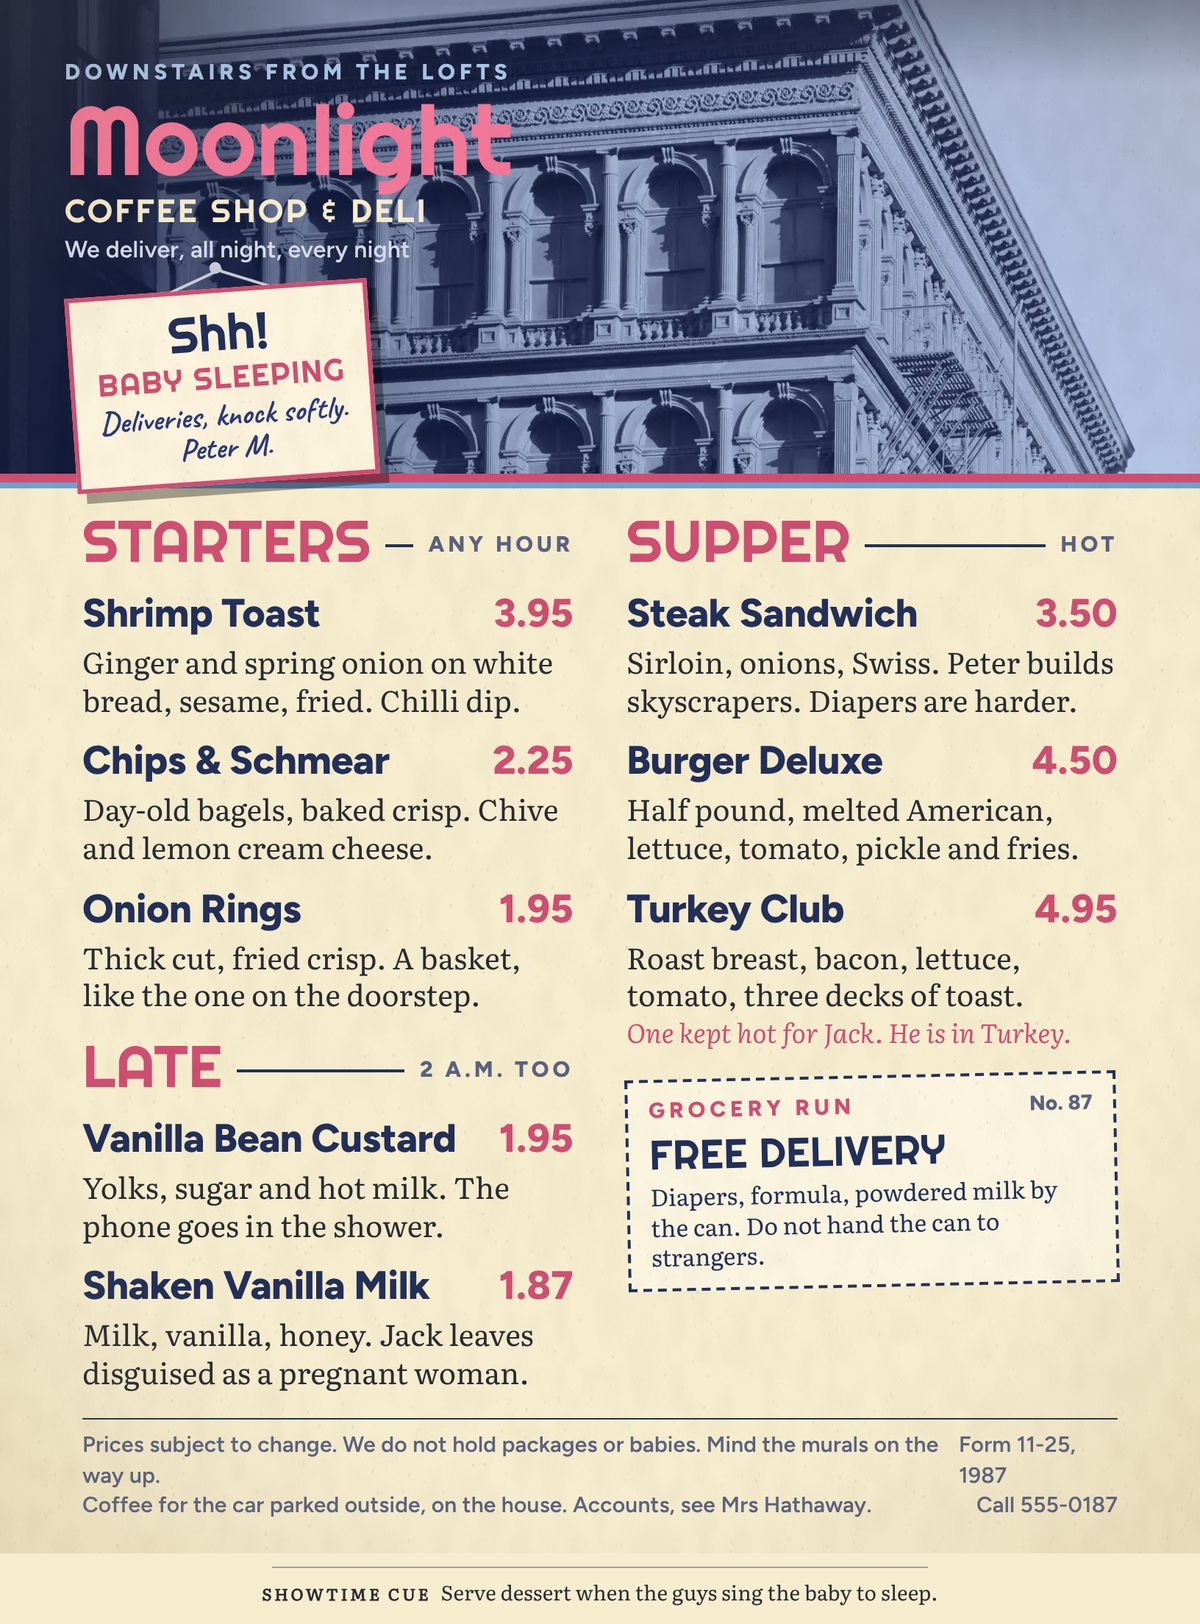 DOWNSTAIRS FROM THE LOFTS
Moonlight
COFFEE SHOP & DELI
We deliver, all night, every night
Shh!
BABY SLEEPING
Deliveries, knock softly.
Peter M.
STARTERS — ANY HOUR
Shrimp Toast 3.95
Ginger and spring onion on white
bread, sesame, fried. Chilli dip.
Chips & Schmear 2.25
Day-old bagels, baked crisp. Chive
and lemon cream cheese.
Onion Rings 1.95
Thick cut, fried crisp. A basket,
like the one on the doorstep.
LATE 2 A.M. TOO
Vanilla Bean Custard 1.95
Yolks, sugar and hot milk. The
phone goes in the shower.
Shaken Vanilla Milk 1.87
Milk, vanilla, honey. Jack leaves
disguised as a pregnant woman.
SUPPER HOT
Steak Sandwich 3.50
Sirloin, onions, Swiss. Peter builds
skyscrapers. Diapers are harder.
Burger Deluxe 4.50
Half pound, melted American,
lettuce, tomato, pickle and fries.
Turkey Club 4.95
Roast breast, bacon, lettuce,
tomato, three decks of toast.
One kept hot for Jack. He is in Turkey.
GROCERY RUN No. 87
FREE DELIVERY
Diapers, formula, powdered milk by
the can. Do not hand the can to
strangers.
Prices subject to change. We do not hold packages or babies. Mind the murals on the
way up.
Form 11-25,
1987
Coffee for the car parked outside, on the house. Accounts, see Mrs Hathaway.
Call 555-0187
SHOWTIME CUE Serve dessert when the guys sing the baby to sleep.